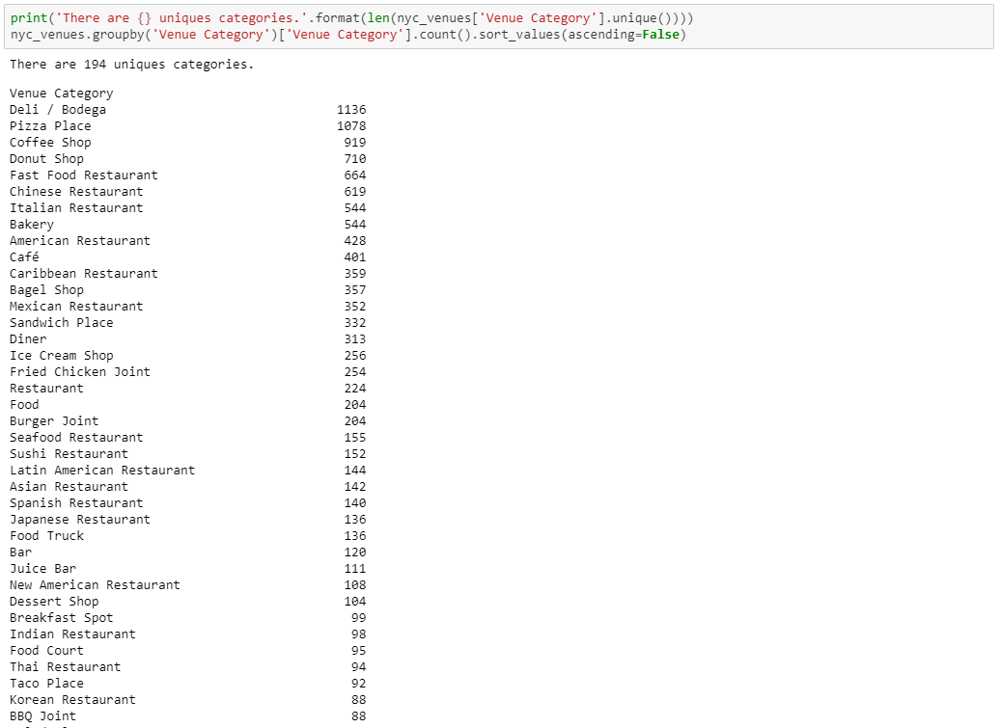 print('There are {} uniques categories.'.format(len(nyc_venues['Venue Category'].unique())))
nyc_venues.groupby('Venue Category')['Venue Category'].count().sort_values(ascending=False)
There are 194 uniques categories.
Venue Category
Deli / Bodega 1136
Pizza Place 1078
Coffee Shop 919
Donut Shop 710
Fast Food Restaurant 664
Chinese Restaurant 619
Italian Restaurant 544
Bakery 544
American Restaurant 428
Café 401
Caribbean Restaurant 359
Bagel Shop 357
Mexican Restaurant 352
Sandwich Place 332
Diner 313
Ice Cream Shop 256
Fried Chicken Joint 254
Restaurant 224
Food 204
Burger Joint 204
Seafood Restaurant 155
Sushi Restaurant 152
Latin American Restaurant 144
Asian Restaurant 142
Spanish Restaurant 140
Japanese Restaurant 136
Food Truck 136
Bar 120
Juice Bar 111
New American Restaurant 108
Dessert Shop 104
Breakfast Spot 99
Indian Restaurant 98
Food Court 95
Thai Restaurant 94
Taco Place 92
Korean Restaurant 88
BBQ Joint 88